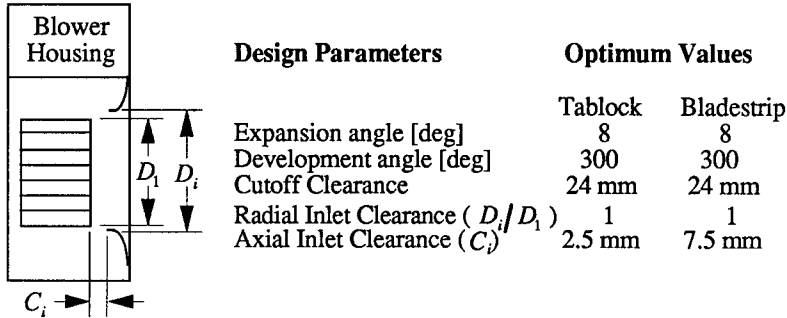 Blower
Housing
D₁ Dᵢ
Cᵢ
Design Parameters Optimum Values
Tablock Bladestrip
Expansion angle [deg] 8 8
Development angle [deg] 300 300
Cutoff Clearance 24 mm 24 mm
Radial Inlet Clearance ( Dᵢ/D₁ ) 1 1
Axial Inlet Clearance (Cᵢ) 2.5 mm 7.5 mm